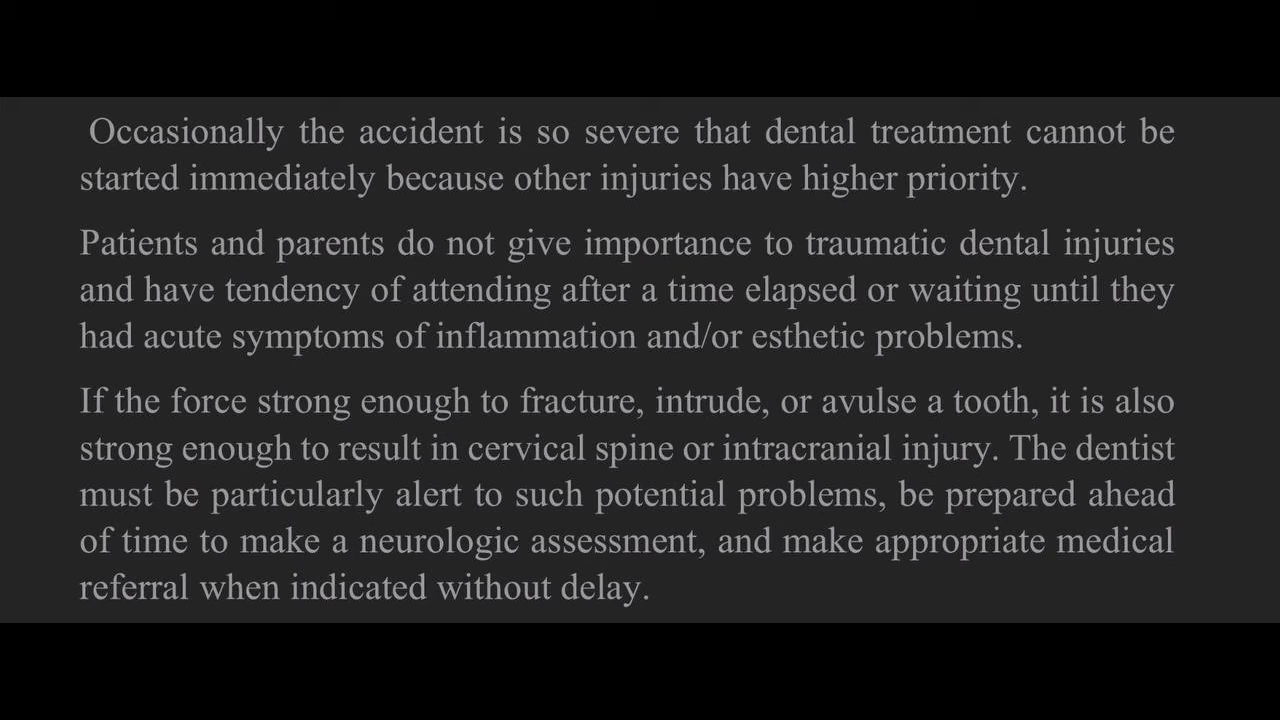 Occasionally the accident is so severe that dental treatment cannot be
started immediately because other injuries have higher priority.
Patients and parents do not give importance to traumatic dental injuries
and have tendency of attending after a time elapsed or waiting until they
had acute symptoms of inflammation and/or esthetic problems.
If the force strong enough to fracture, intrude, or avulse a tooth, it is also
strong enough to result in cervical spine or intracranial injury. The dentist
must be particularly alert to such potential problems, be prepared ahead
of time to make a neurologic assessment, and make appropriate medical
referral when indicated without delay.